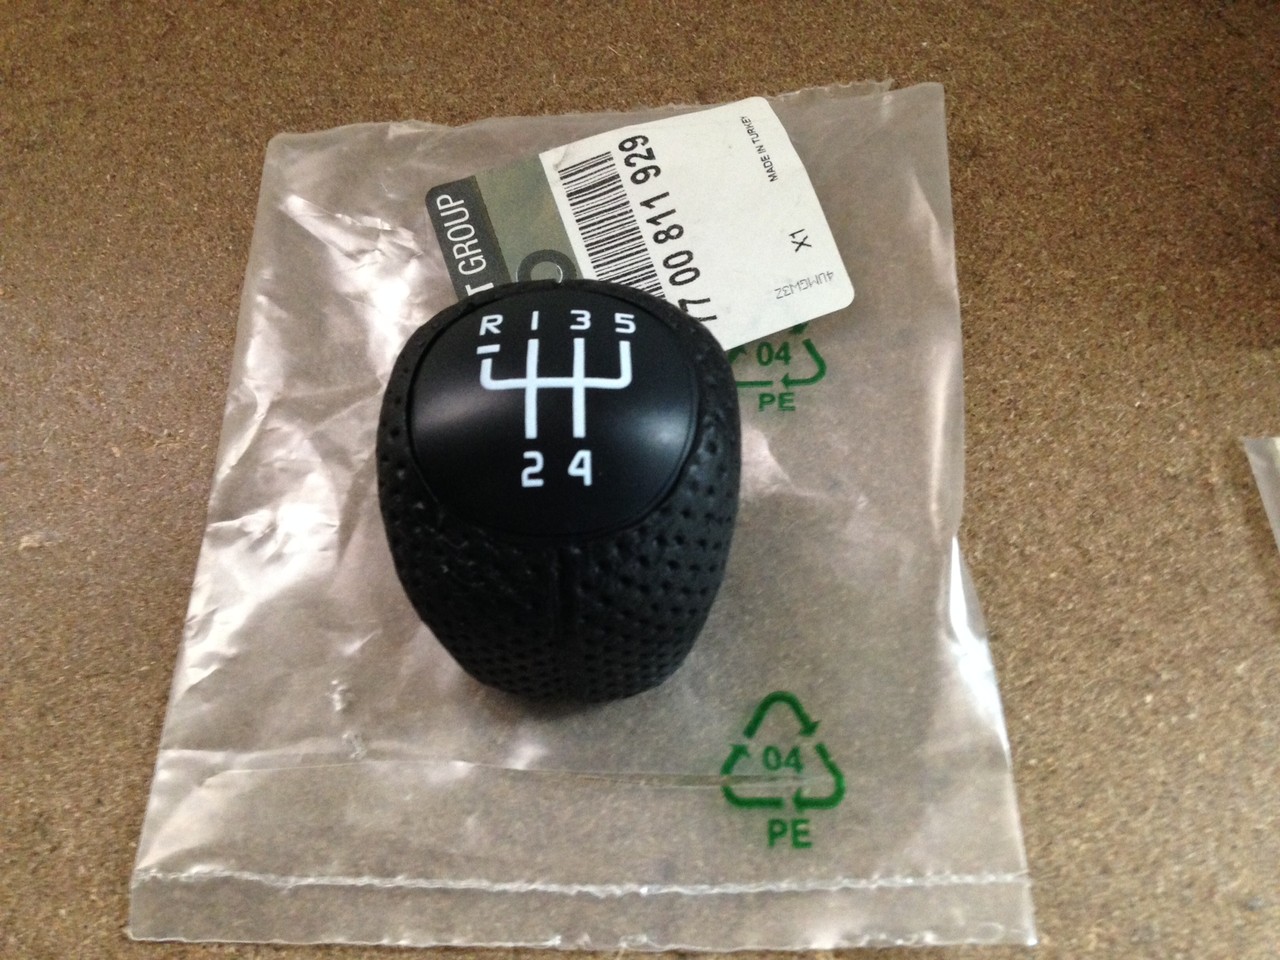 T GROUP
77 00 811 929
X1
MADE IN TURKEY
4UMGW3Z
R 1 3 5
2 4
04
PE
04
PE